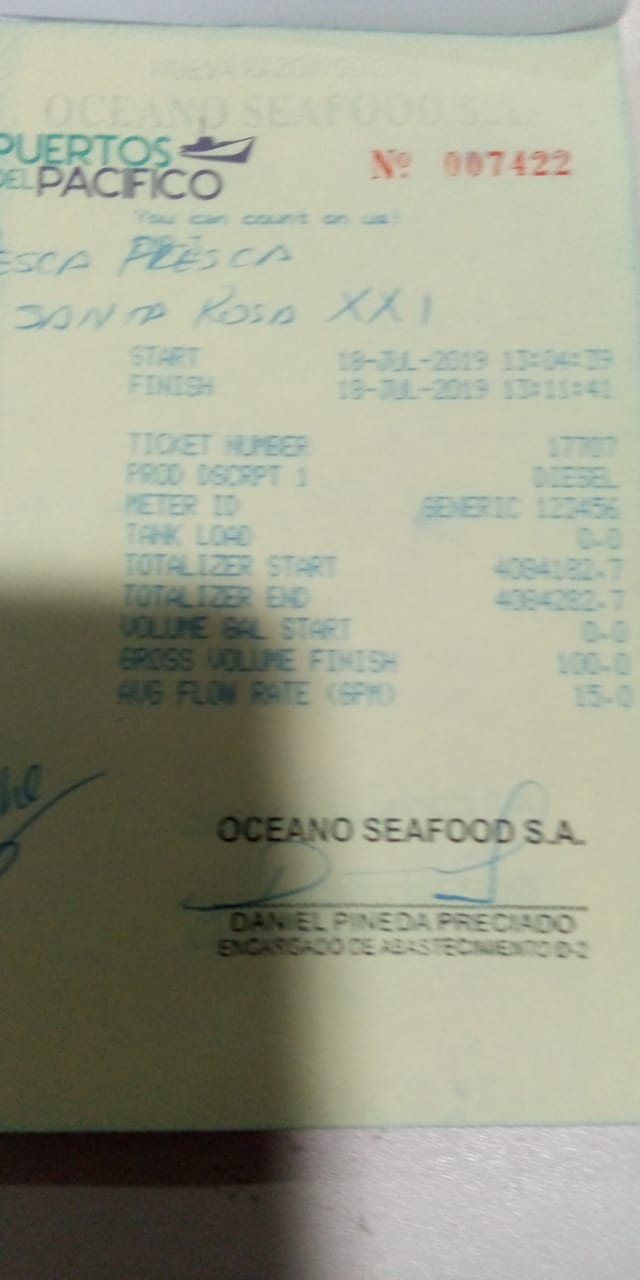 OCEANO SEAFOOD S.A.
PUERTOS
DEL PACIFICO
Nº 007422
You can count on us!
ESCA FRESCA
SANTA ROSA XXI
START 18-JUL-2019 13:04:39
FINISH 18-JUL-2019 13:11:41
TICKET NUMBER 17707
PROD DSCRPT 1 DIESEL
METER ID GENERIC 123456
TANK LOAD 0-0
TOTALIZER START 4084182.7
TOTALIZER END 4084282.7
VOLUME GAL START 0-0
GROSS VOLUME FINISH 100-0
AVG FLOW RATE (GPM) 15-0
OCEANO SEAFOOD S.A.
DANIEL PINEDA PRECIADO
ENCARGADO DE ABASTECIMIENTO D-2